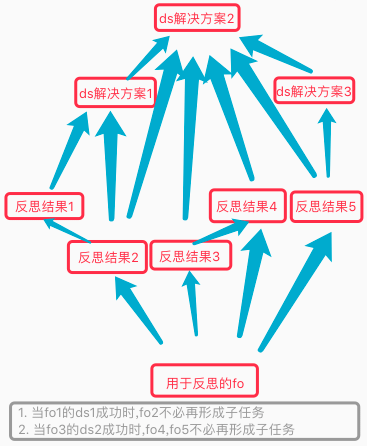 ds解决方案2
ds解决方案1
ds解决方案3
反思结果1
反思结果4
反思结果5
反思结果2
反思结果3
用于反思的fo
1. 当fo1的ds1成功时,fo2不必再形成子任务
2. 当fo3的ds2成功时,fo4,fo5不必再形成子任务